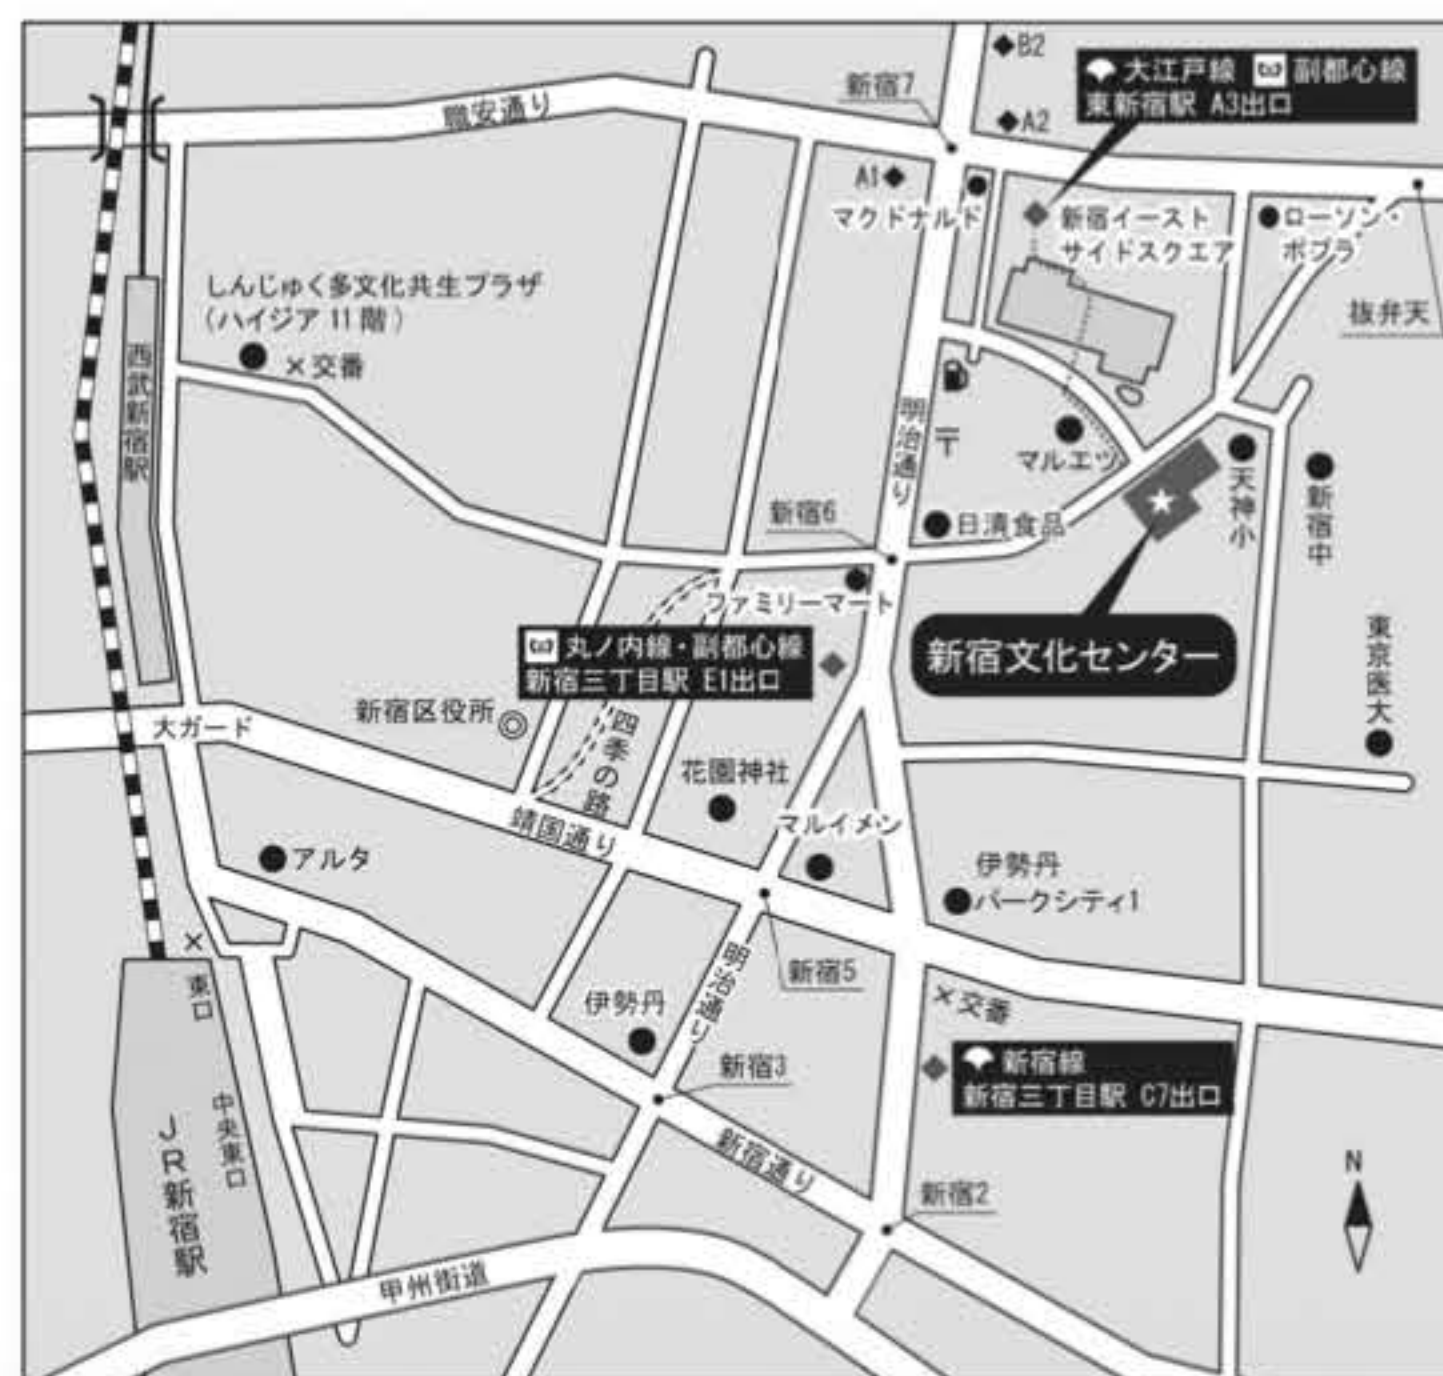 B2
大江戸線 副都心線
東新宿駅 A3出口
新宿7
職安通り
A2
A1
マクドナルド
新宿イースト
サイドスクエア
ローソン・
ポプラ
しんじゅく多文化共生プラザ
(ハイジア 11階)
交番
抜弁天
西武新宿駅
明治通り
〒
マルエツ
天神小
新宿中
新宿6
日清食品
ファミリーマート
丸ノ内線・副都心線
新宿三丁目駅 E1出口
新宿文化センター
東京医大
新宿区役所
大ガード
四季の路
花園神社
靖国通り
マルイメン
アルタ
伊勢丹
パークシティ1
明治通り
新宿5
東口
伊勢丹
交番
新宿線
新宿三丁目駅 C7出口
新宿3
中央東口
JR新宿駅
新宿通り
新宿2
N
甲州街道